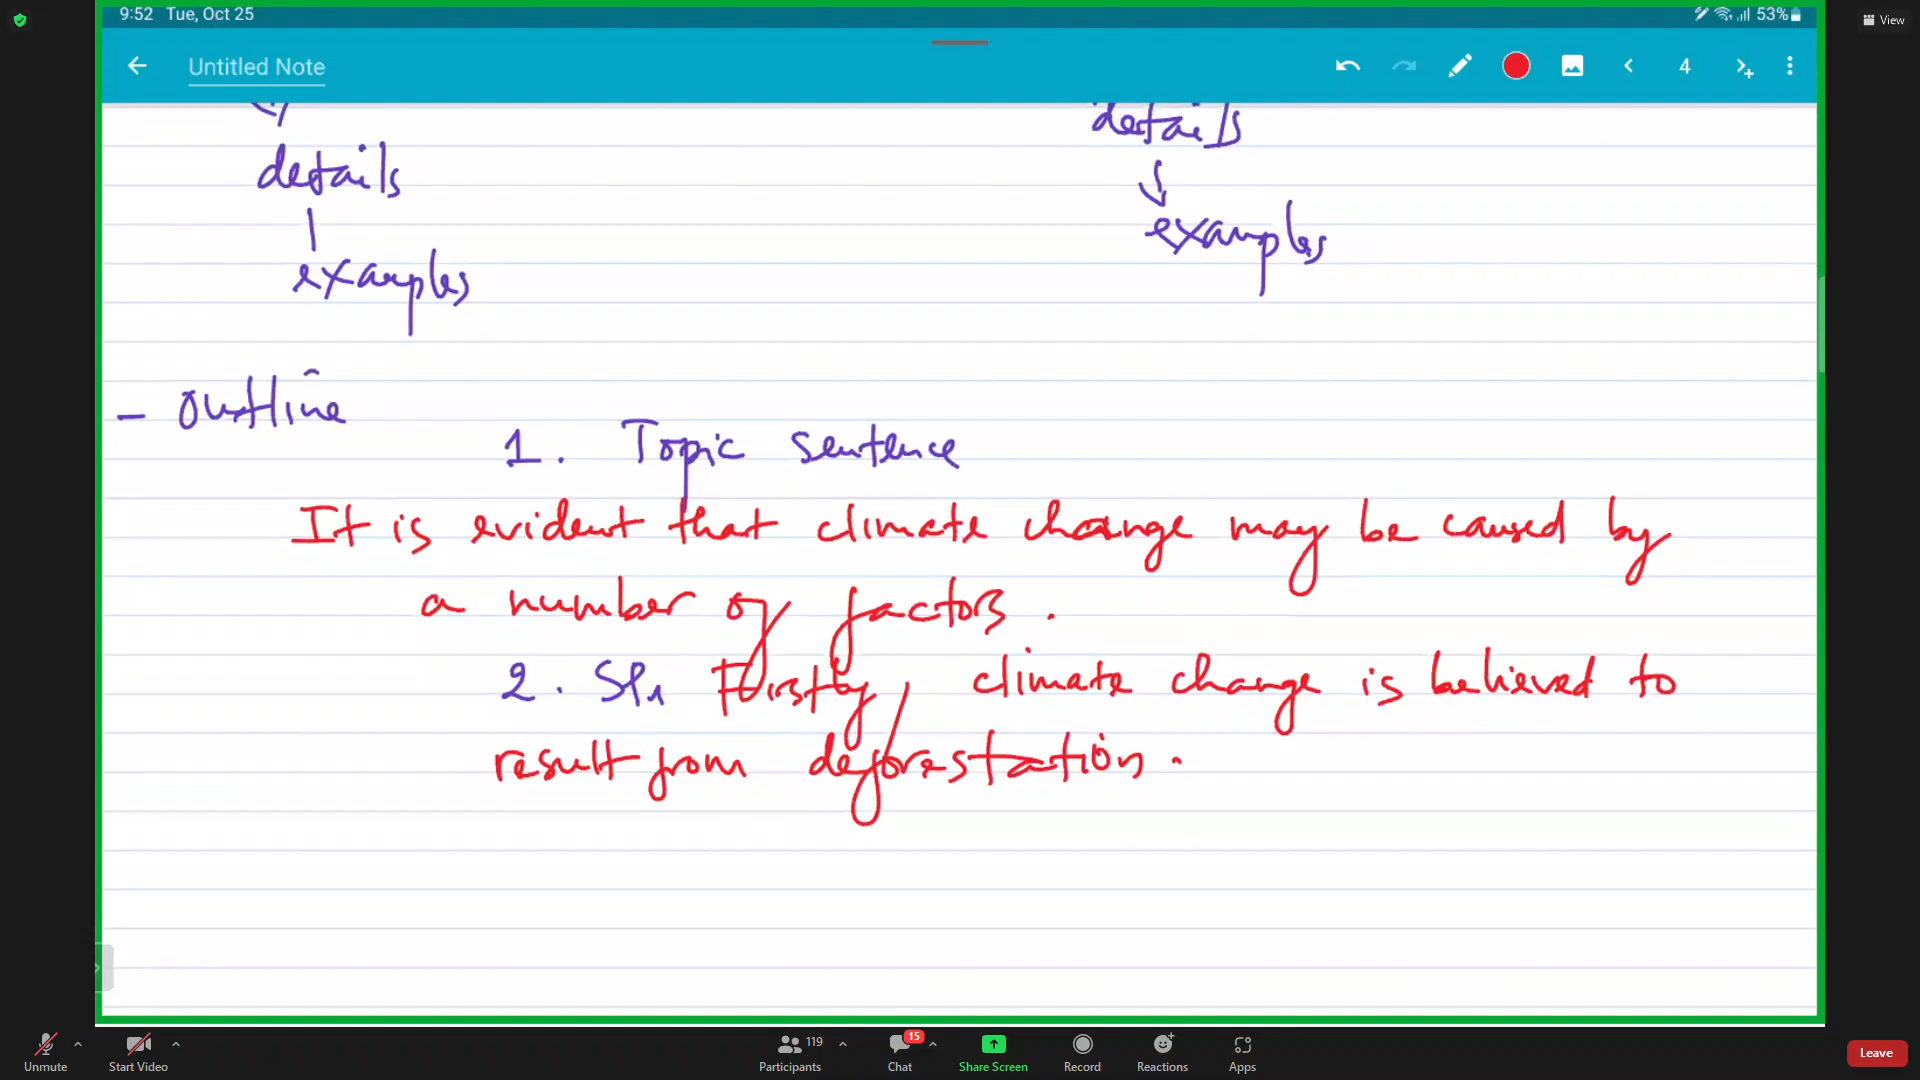 9:52 Tue, Oct 25
53%
View
Untitled Note
4
details
details
examples
examples
- outline
1. Topic sentence
It is evident that climate change may be caused by
a number of factors.
2. SP1 Firstly, climate change is believed to
result from deforestation.
Unmute
Start Video
119
Participants
15
Chat
Share Screen
Record
Reactions
Apps
Leave